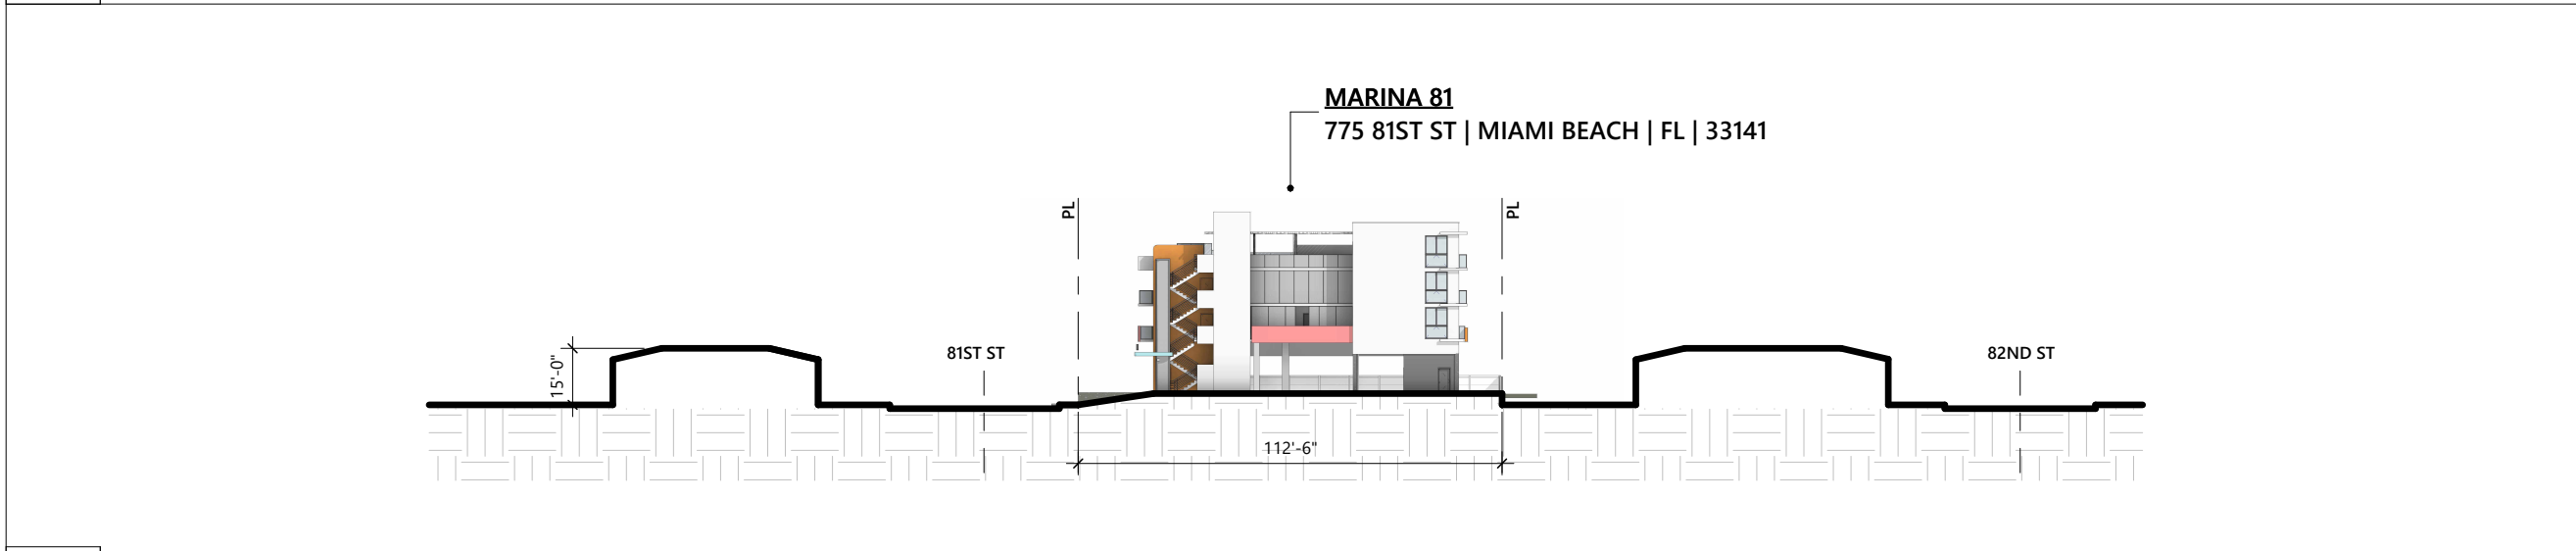 MARINA 81
775 81ST ST | MIAMI BEACH | FL | 33141
PL
PL
81ST ST
82ND ST
15'-0"
112'-6"